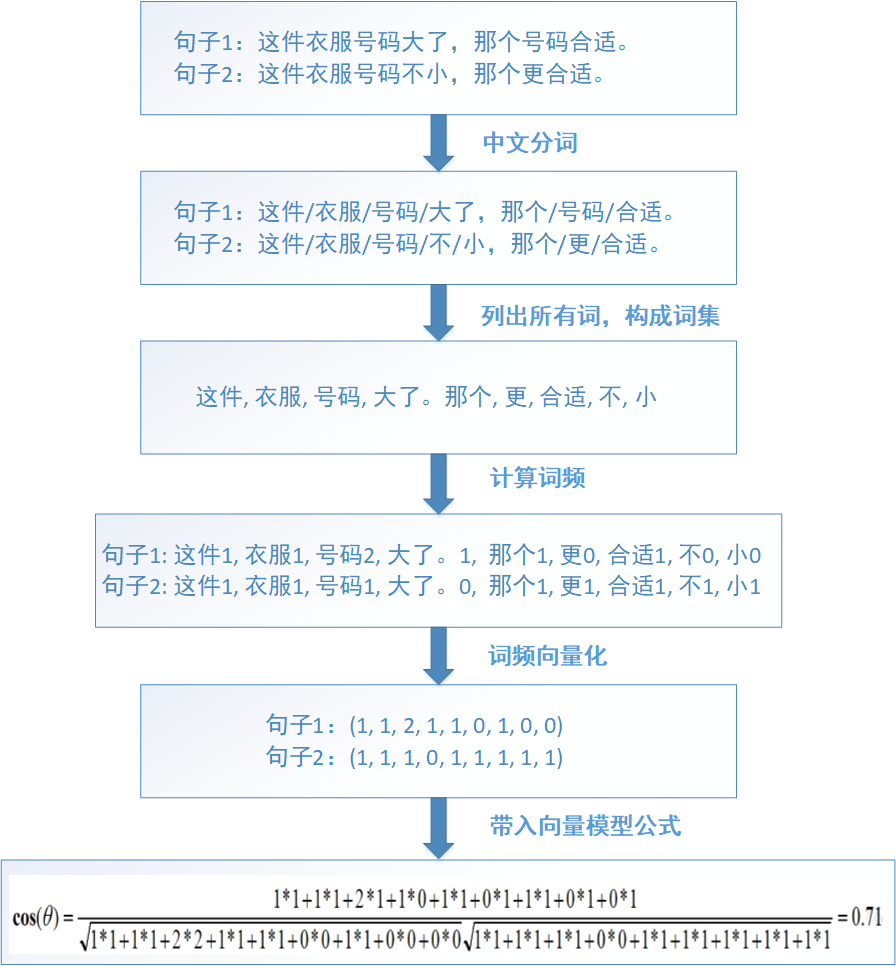 句子1：这件衣服号码大了，那个号码合适。
句子2：这件衣服号码不小，那个更合适。
中文分词
句子1：这件/衣服/号码/大了，那个/号码/合适。
句子2：这件/衣服/号码/不/小，那个/更/合适。
列出所有词，构成词集
这件, 衣服, 号码, 大了。那个, 更, 合适, 不, 小
计算词频
句子1: 这件1, 衣服1, 号码2, 大了。1, 那个1, 更0, 合适1, 不0, 小0
句子2: 这件1, 衣服1, 号码1, 大了。0, 那个1, 更1, 合适1, 不1, 小1
词频向量化
句子1：(1, 1, 2, 1, 1, 0, 1, 0, 0)
句子2：(1, 1, 1, 0, 1, 1, 1, 1, 1)
带入向量模型公式
1*1+1*1+2*1+1*0+1*1+0*1+1*1+0*1+0*1
cos(θ)= =0.71
√1*1+1*1+2*2+1*1+1*1+0*0+1*1+0*0+0*0√1*1+1*1+1*1+0*0+1*1+1*1+1*1+1*1+1*1